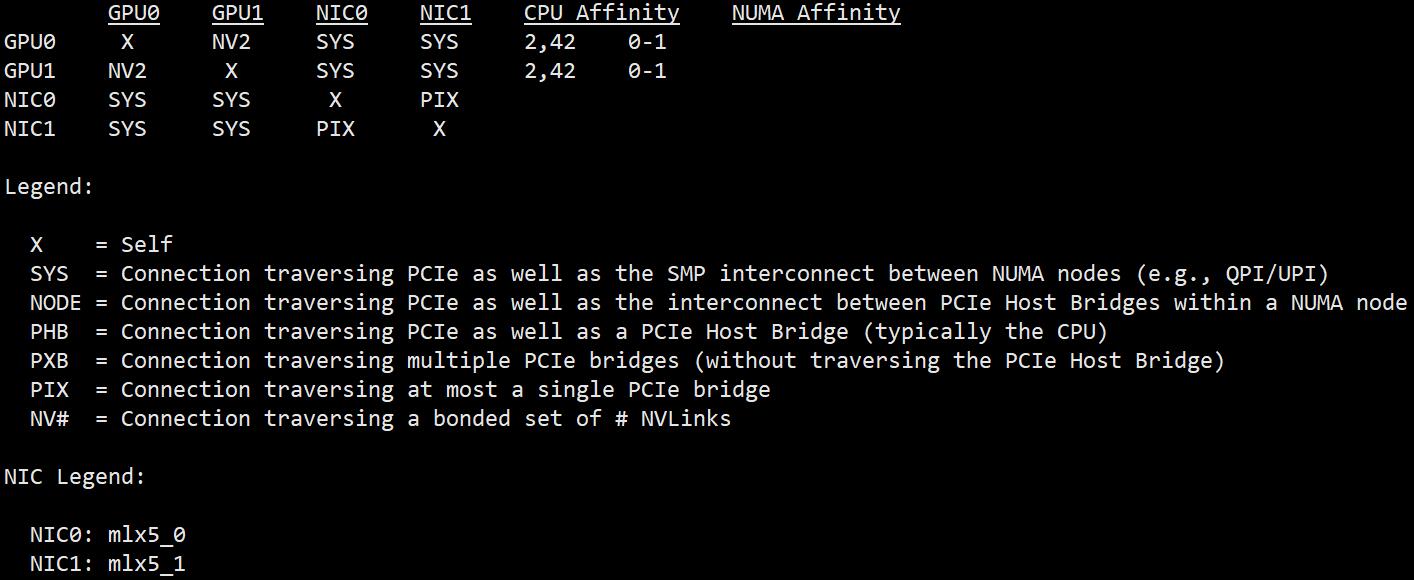 GPU0 GPU1 NIC0 NIC1 CPU Affinity NUMA Affinity
GPU0 X NV2 SYS SYS 2,42 0-1
GPU1 NV2 X SYS SYS 2,42 0-1
NIC0 SYS SYS X PIX
NIC1 SYS SYS PIX X
Legend:
X = Self
SYS = Connection traversing PCIe as well as the SMP interconnect between NUMA nodes (e.g., QPI/UPI)
NODE = Connection traversing PCIe as well as the interconnect between PCIe Host Bridges within a NUMA node
PHB = Connection traversing PCIe as well as a PCIe Host Bridge (typically the CPU)
PXB = Connection traversing multiple PCIe bridges (without traversing the PCIe Host Bridge)
PIX = Connection traversing at most a single PCIe bridge
NV# = Connection traversing a bonded set of # NVLinks
NIC Legend:
NIC0: mlx5_0
NIC1: mlx5_1